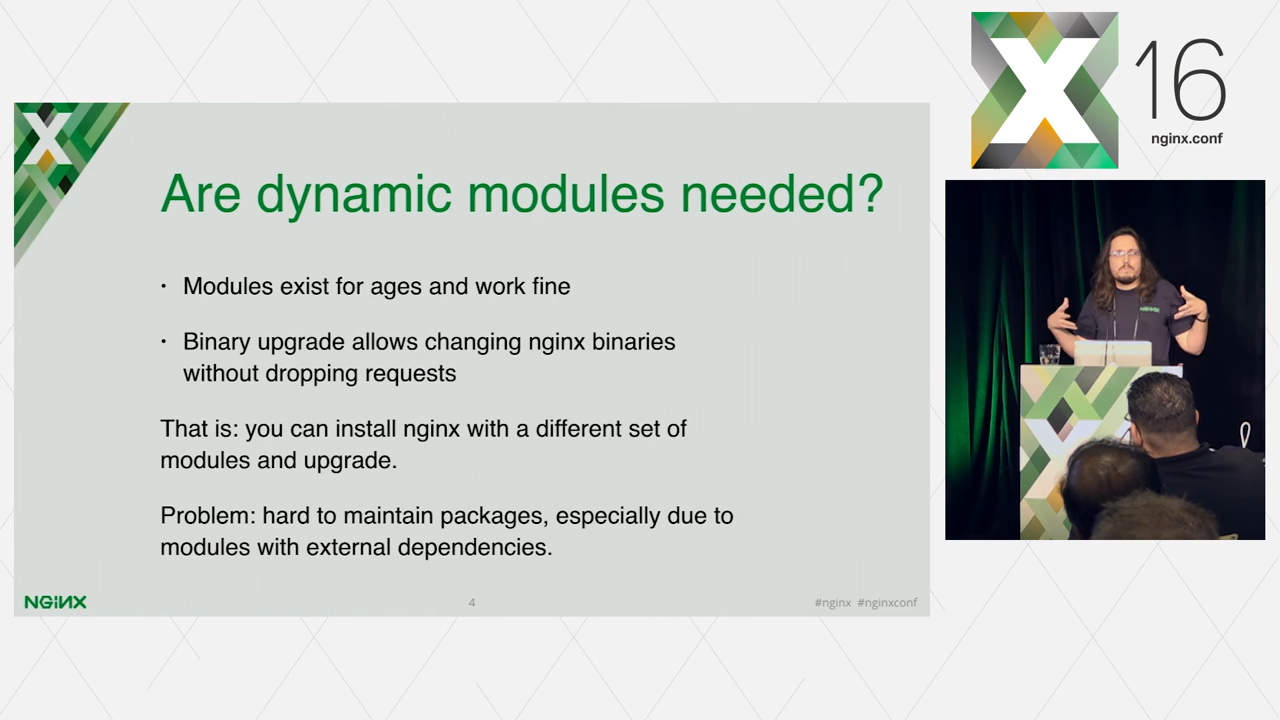 X 16
nginx.conf
X
Are dynamic modules needed?
• Modules exist for ages and work fine
• Binary upgrade allows changing nginx binaries
without dropping requests
That is: you can install nginx with a different set of
modules and upgrade.
Problem: hard to maintain packages, especially due to
modules with external dependencies.
NGINX
4
#nginx #nginxconf
NGINX